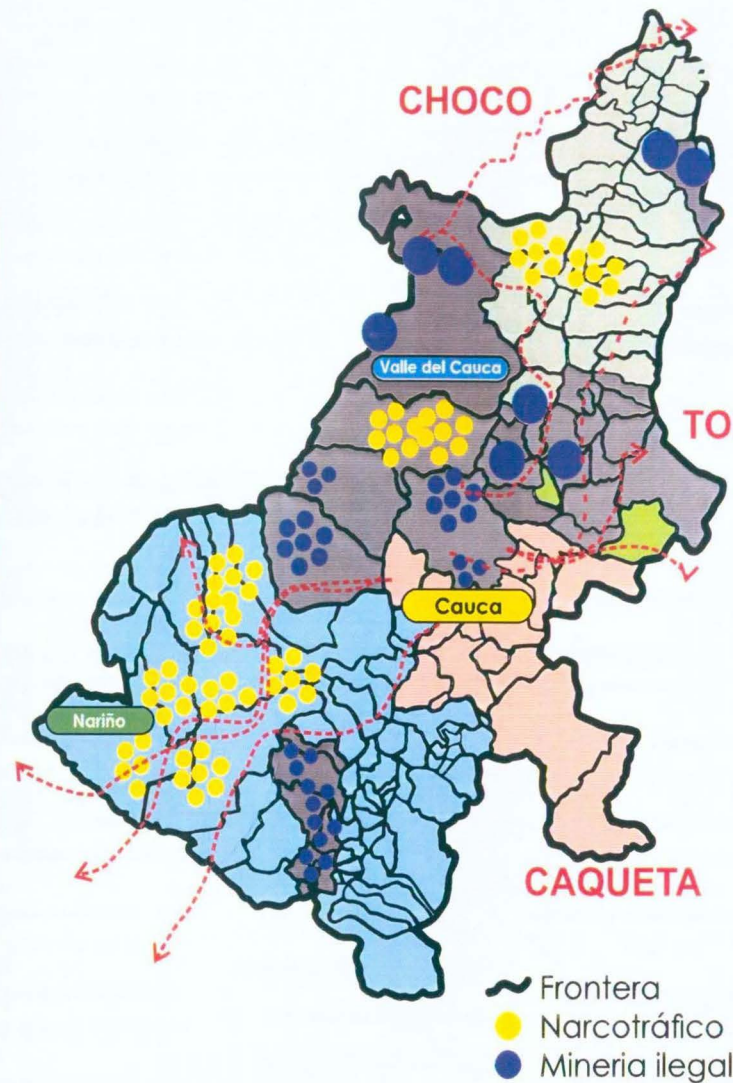 CHOCO
Valle del Cauca
TO
Cauca
Nariño
CAQUETA
Frontera
Narcotráfico
Mineria ilegal